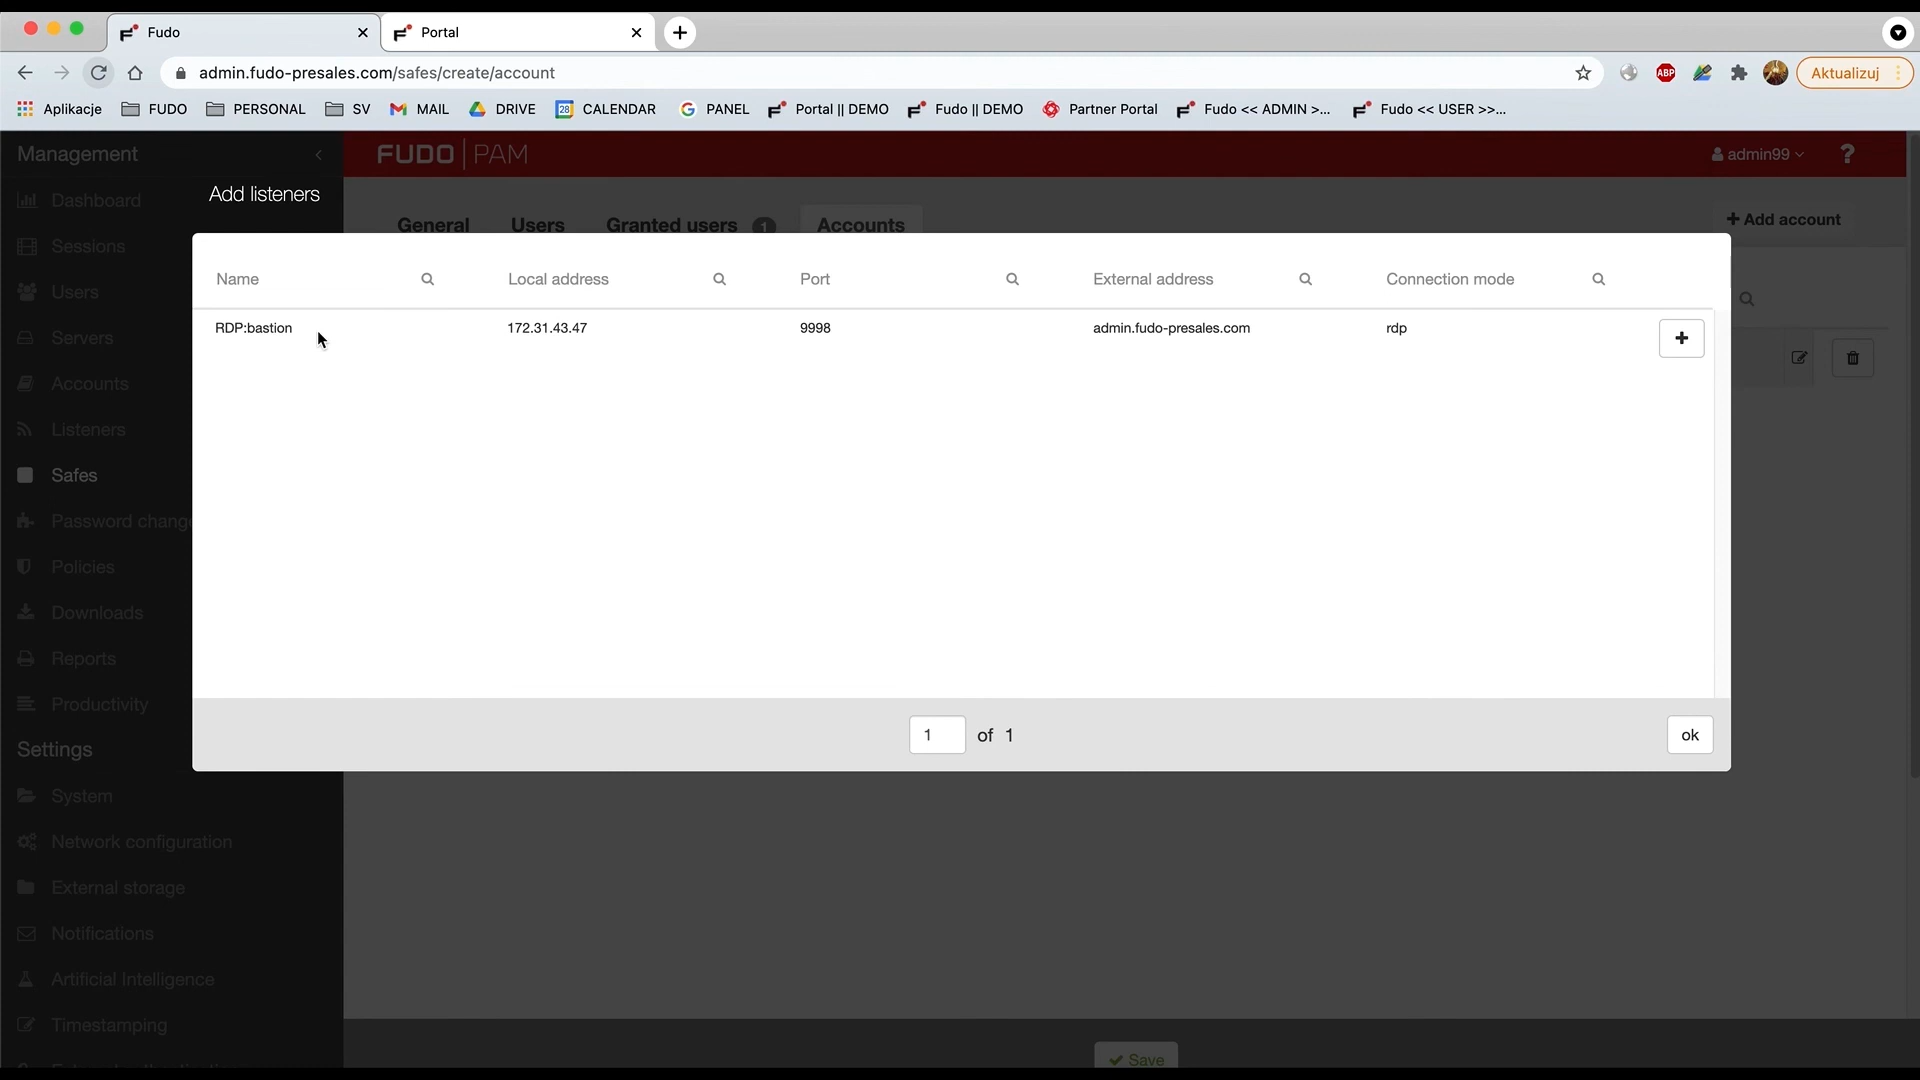 Fudo
Portal
admin.fudo-presales.com/safes/create/account
ABP
Aktualizuj
Aplikacje
FUDO
PERSONAL
SV
MAIL
DRIVE
28
CALENDAR
PANEL
Portal || DEMO
Fudo || DEMO
Partner Portal
Fudo << ADMIN >...
Fudo << USER >>...
Management
FUDO | PAM
admin99
?
Dashboard
Add listeners
General
Users
Granted users 1
Accounts
+ Add account
Sessions
Name
Local address
Port
External address
Connection mode
Users
RDP:bastion
172.31.43.47
9998
admin.fudo-presales.com
rdp
+
Servers
Accounts
Listeners
Safes
Password chang
Policies
Downloads
Reports
Productivity
1 of 1
ok
Settings
System
Network configuration
External storage
Notifications
Artificial Intelligence
Timestamping
Save